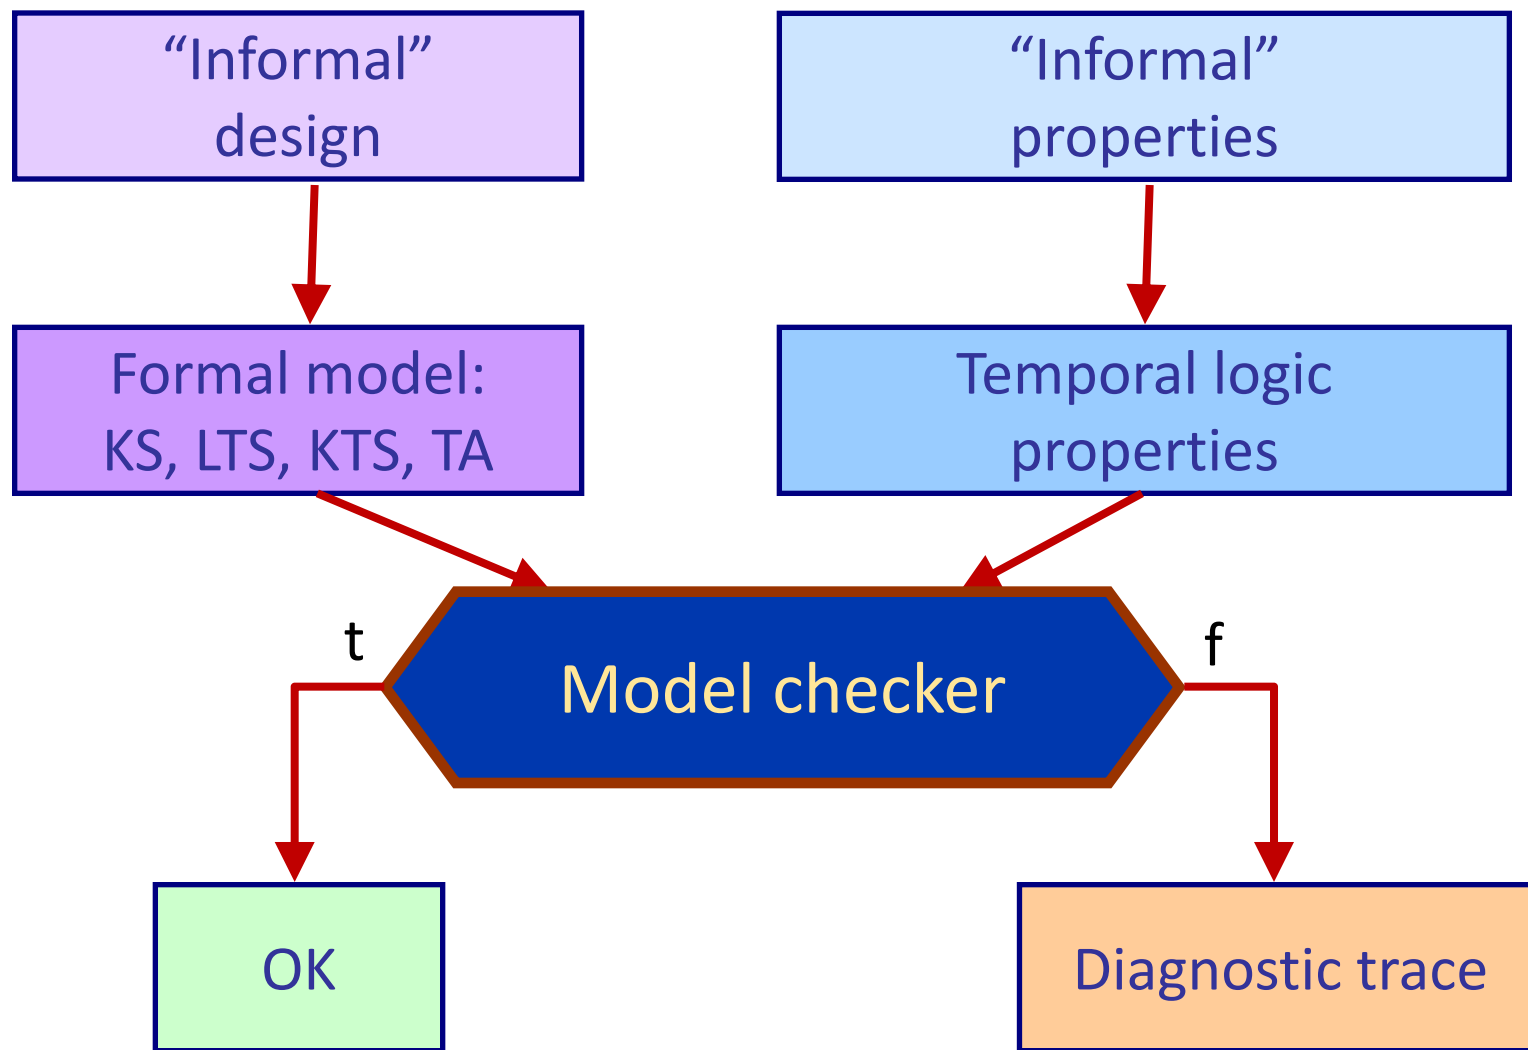 “Informal”
design
“Informal”
properties
Formal model:
KS, LTS, KTS, TA
Temporal logic
properties
t
f
Model checker
OK
Diagnostic trace